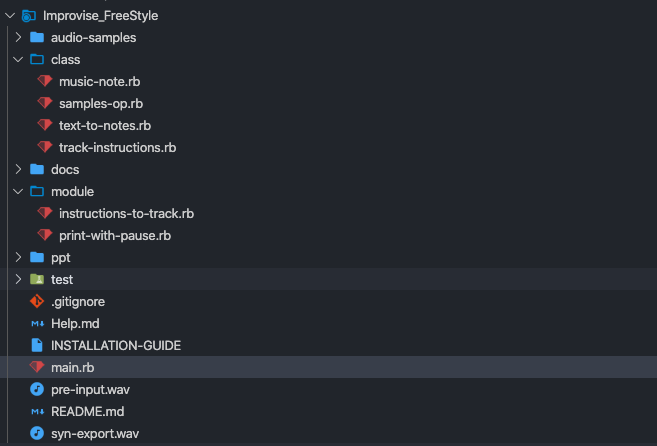 Improvise_FreeStyle
audio-samples
class
music-note.rb
samples-op.rb
text-to-notes.rb
track-instructions.rb
docs
module
instructions-to-track.rb
print-with-pause.rb
ppt
test
.gitignore
Help.md
INSTALLATION-GUIDE
main.rb
pre-input.wav
README.md
syn-export.wav